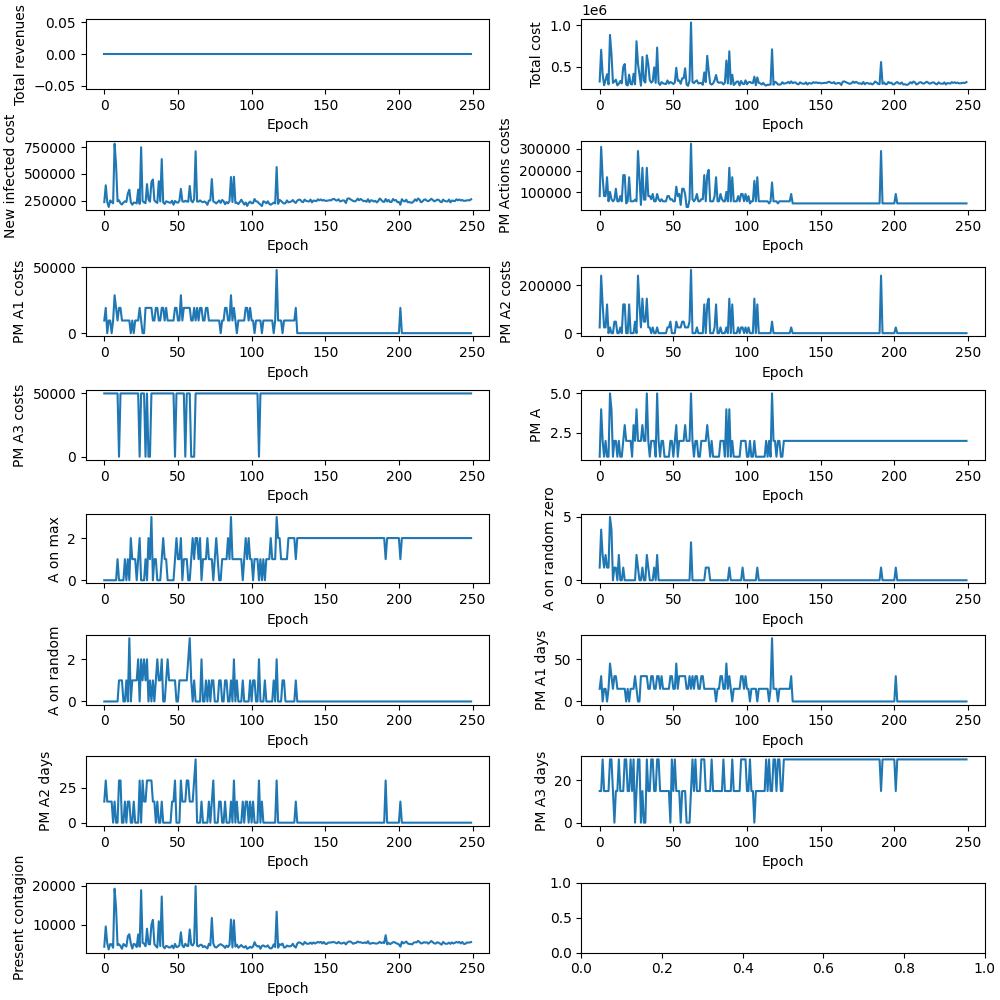 Total revenues
0.05
0.00
−0.05
0 50 100 150 200 250
Epoch
1e6
Total cost
1.0
0.5
0 50 100 150 200 250
Epoch
New infected cost
750000
500000
250000
0 50 100 150 200 250
Epoch
PM Actions costs
300000
200000
100000
0 50 100 150 200 250
Epoch
PM A1 costs
50000
0
0 50 100 150 200 250
Epoch
PM A2 costs
200000
0
0 50 100 150 200 250
Epoch
PM A3 costs
50000
0
0 50 100 150 200 250
Epoch
PM A
5.0
2.5
0 50 100 150 200 250
Epoch
A on max
2
0
0 50 100 150 200 250
Epoch
A on random zero
5
0
0 50 100 150 200 250
Epoch
A on random
2
0
0 50 100 150 200 250
Epoch
PM A1 days
50
0
0 50 100 150 200 250
Epoch
PM A2 days
25
0
0 50 100 150 200 250
Epoch
PM A3 days
20
0
0 50 100 150 200 250
Epoch
Present contagion
20000
10000
0 50 100 150 200 250
Epoch
1.0
0.5
0.0
0.0 0.2 0.4 0.6 0.8 1.0